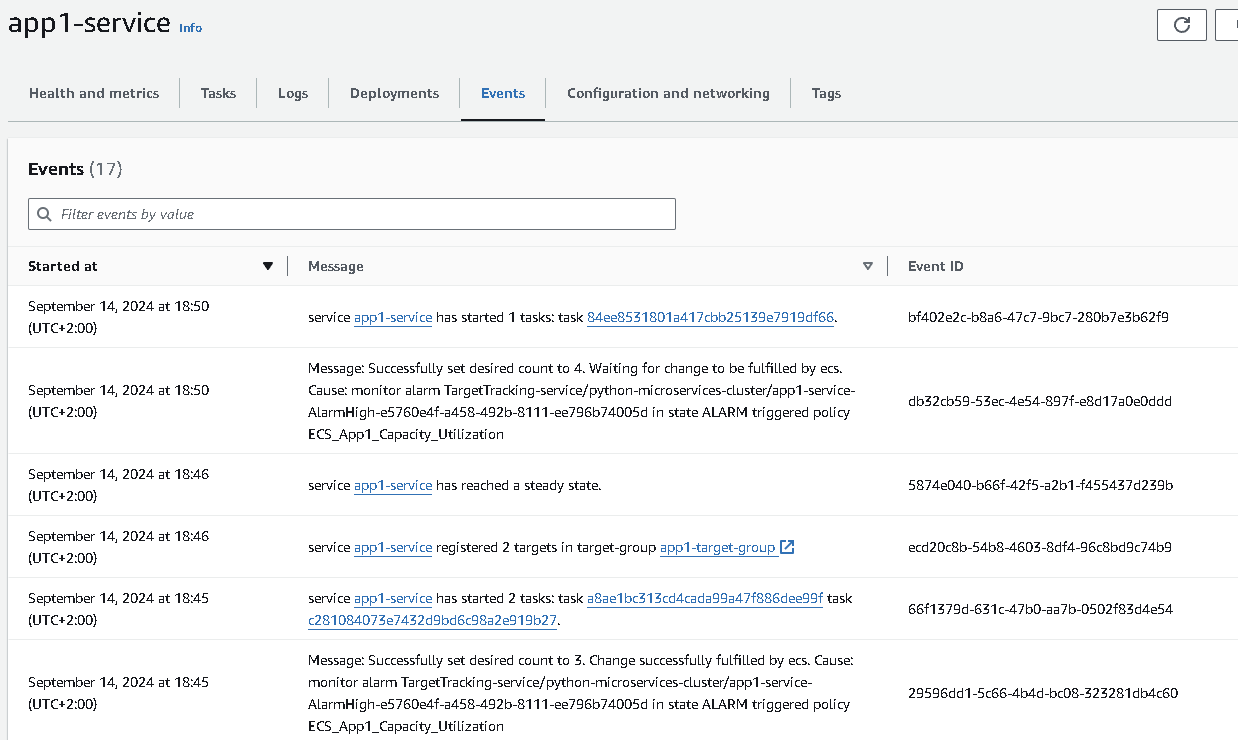 app1-service Info
Health and metrics
Tasks
Logs
Deployments
Events
Configuration and networking
Tags
Events (17)
Filter events by value
Started at
Message
Event ID
September 14, 2024 at 18:50
(UTC+2:00)
service app1-service has started 1 tasks: task 84ee8531801a417cbb25139e7919df66.
bf402e2c-b8a6-47c7-9bc7-280b7e3b62f9
September 14, 2024 at 18:50
(UTC+2:00)
Message: Successfully set desired count to 4. Waiting for change to be fulfilled by ecs.
Cause: monitor alarm TargetTracking-service/python-microservices-cluster/app1-service-
AlarmHigh-e5760e4f-a458-492b-8111-ee796b74005d in state ALARM triggered policy
ECS_App1_Capacity_Utilization
db32cb59-53ec-4e54-897f-e8d17a0e0ddd
September 14, 2024 at 18:46
(UTC+2:00)
service app1-service has reached a steady state.
5874e040-b66f-42f5-a2b1-f455437d239b
September 14, 2024 at 18:46
(UTC+2:00)
service app1-service registered 2 targets in target-group app1-target-group
ecd20c8b-54b8-4603-8df4-96c8bd9c74b9
September 14, 2024 at 18:45
(UTC+2:00)
service app1-service has started 2 tasks: task a8ae1bc313cd4cada99a47f886dee99f task
c281084073e7432d9bd6c98a2e919b27.
66f1379d-631c-47b0-aa7b-0502f83d4e54
September 14, 2024 at 18:45
(UTC+2:00)
Message: Successfully set desired count to 3. Change successfully fulfilled by ecs. Cause:
monitor alarm TargetTracking-service/python-microservices-cluster/app1-service-
AlarmHigh-e5760e4f-a458-492b-8111-ee796b74005d in state ALARM triggered policy
ECS_App1_Capacity_Utilization
29596dd1-5c66-4b4d-bc08-323281db4c60